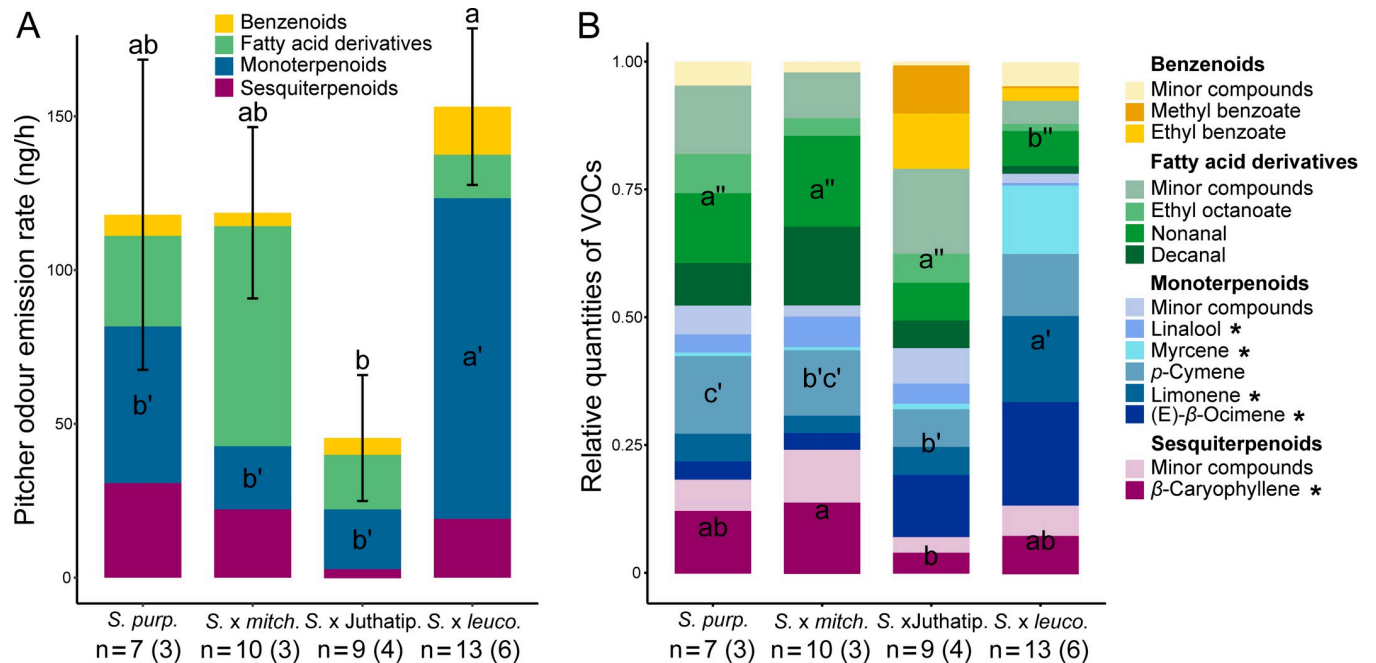 A
Benzenoids
Fatty acid derivatives
Monoterpenoids
Sesquiterpenoids
Pitcher odour emission rate (ng/h)
150
100
50
0
ab
ab
b
a
b'
b'
b'
a'
S. purp.
S. x mitch.
S. x Juthatip.
S. x leuco.
n=7 (3)
n=10 (3)
n=9 (4)
n=13 (6)
B
Relative quantities of VOCs
1.00
0.75
0.50
0.25
0
a"
a"
a"
b"
c'
b'c'
b'
a'
ab
a
b
ab
S. purp.
S. x mitch.
S. xJuthatip.
S. x leuco.
n=7 (3)
n=10 (3)
n=9 (4)
n=13 (6)
Benzenoids
Minor compounds
Methyl benzoate
Ethyl benzoate
Fatty acid derivatives
Minor compounds
Ethyl octanoate
Nonanal
Decanal
Monoterpenoids
Minor compounds
Linalool *
Myrcene *
p-Cymene
Limonene *
(E)-β-Ocimene *
Sesquiterpenoids
Minor compounds
β-Caryophyllene *